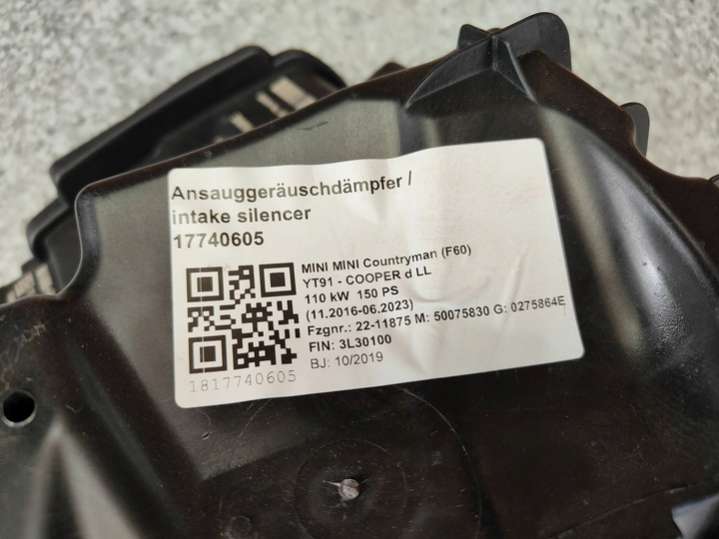 Ansauggeräuschdämpfer /
intake silencer
17740605
MINI MINI Countryman (F60)
YT91 - COOPER d LL
110 kW 150 PS
(11.2016-06.2023)
Fzgnr.: 22-11875 M: 50075830 G: 0275864E
FIN: 3L30100
BJ: 10/2019
1817740605